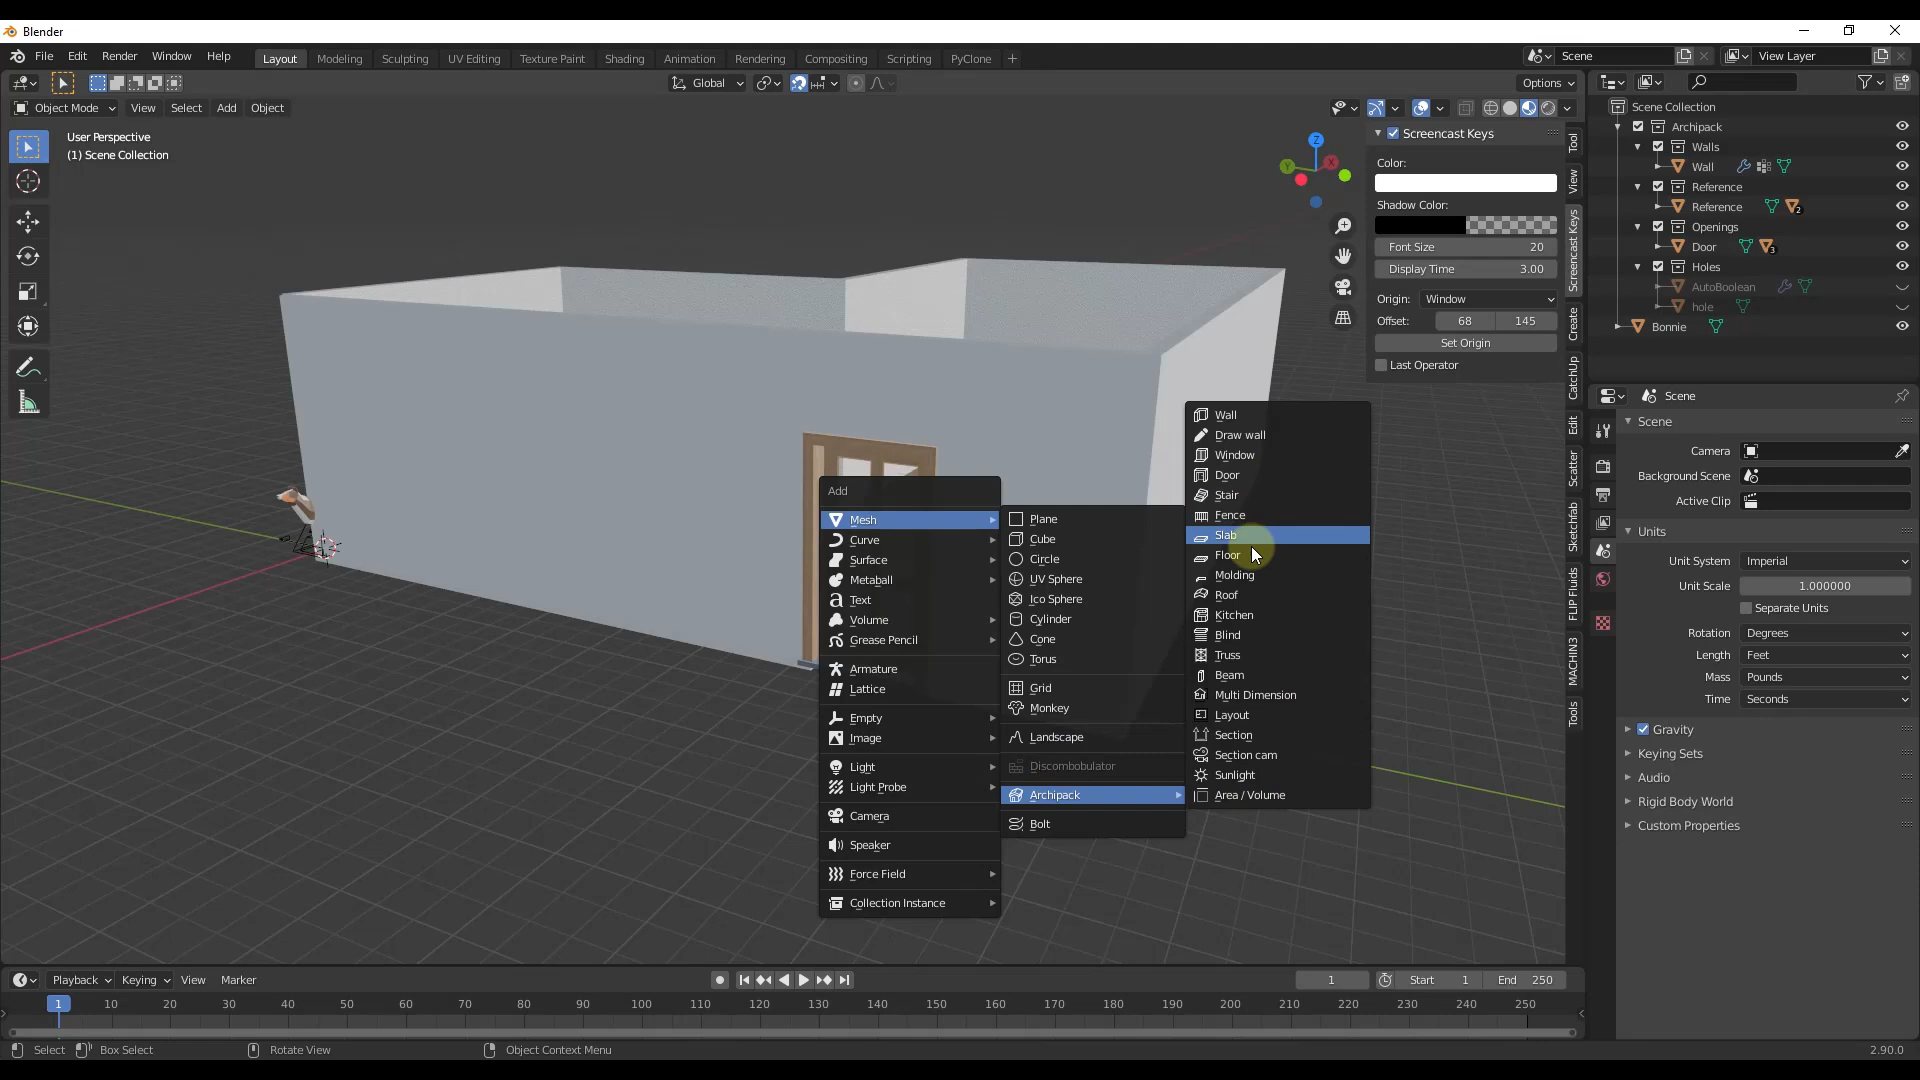 Blender
File Edit Render Window Help
Layout Modeling Sculpting UV Editing Texture Paint Shading Animation Rendering Compositing Scripting PyClone +
Scene
View Layer
Global
Options
Object Mode View Select Add Object
User Perspective
(1) Scene Collection
Z
Y
X
Screencast Keys
Color:
Shadow Color:
Font Size 20
Display Time 3.00
Origin: Window
Offset: 68 145
Set Origin
Last Operator
Tool
View
Screencast Keys
Create
CatchUp
Edit
Scatter
Sketchfab
FLIP Fluids
MACHIN3
Tools
Scene Collection
Archipack
Walls
Wall
Reference
Reference 2
Openings
Door 3
Holes
AutoBoolean
hole
Bonnie
Scene
Scene
Camera
Background Scene
Active Clip
Units
Unit System Imperial
Unit Scale 1.000000
Separate Units
Rotation Degrees
Length Feet
Mass Pounds
Time Seconds
Gravity
Keying Sets
Audio
Rigid Body World
Custom Properties
Add
Mesh
Curve
Surface
Metaball
Text
Volume
Grease Pencil
Armature
Lattice
Empty
Image
Light
Light Probe
Camera
Speaker
Force Field
Collection Instance
Plane
Cube
Circle
UV Sphere
Ico Sphere
Cylinder
Cone
Torus
Grid
Monkey
Landscape
Discombobulator
Archipack
Bolt
Wall
Draw wall
Window
Door
Stair
Fence
Slab
Floor
Molding
Roof
Kitchen
Blind
Truss
Beam
Multi Dimension
Layout
Section
Section cam
Sunlight
Area / Volume
Playback Keying View Marker
1
Start 1
End 250
1 10 20 30 40 50 60 70 80 90 100 110 120 130 140 150 160 170 180 190 200 210 220 230 240 250
Select Box Select Rotate View Object Context Menu
2.90.0